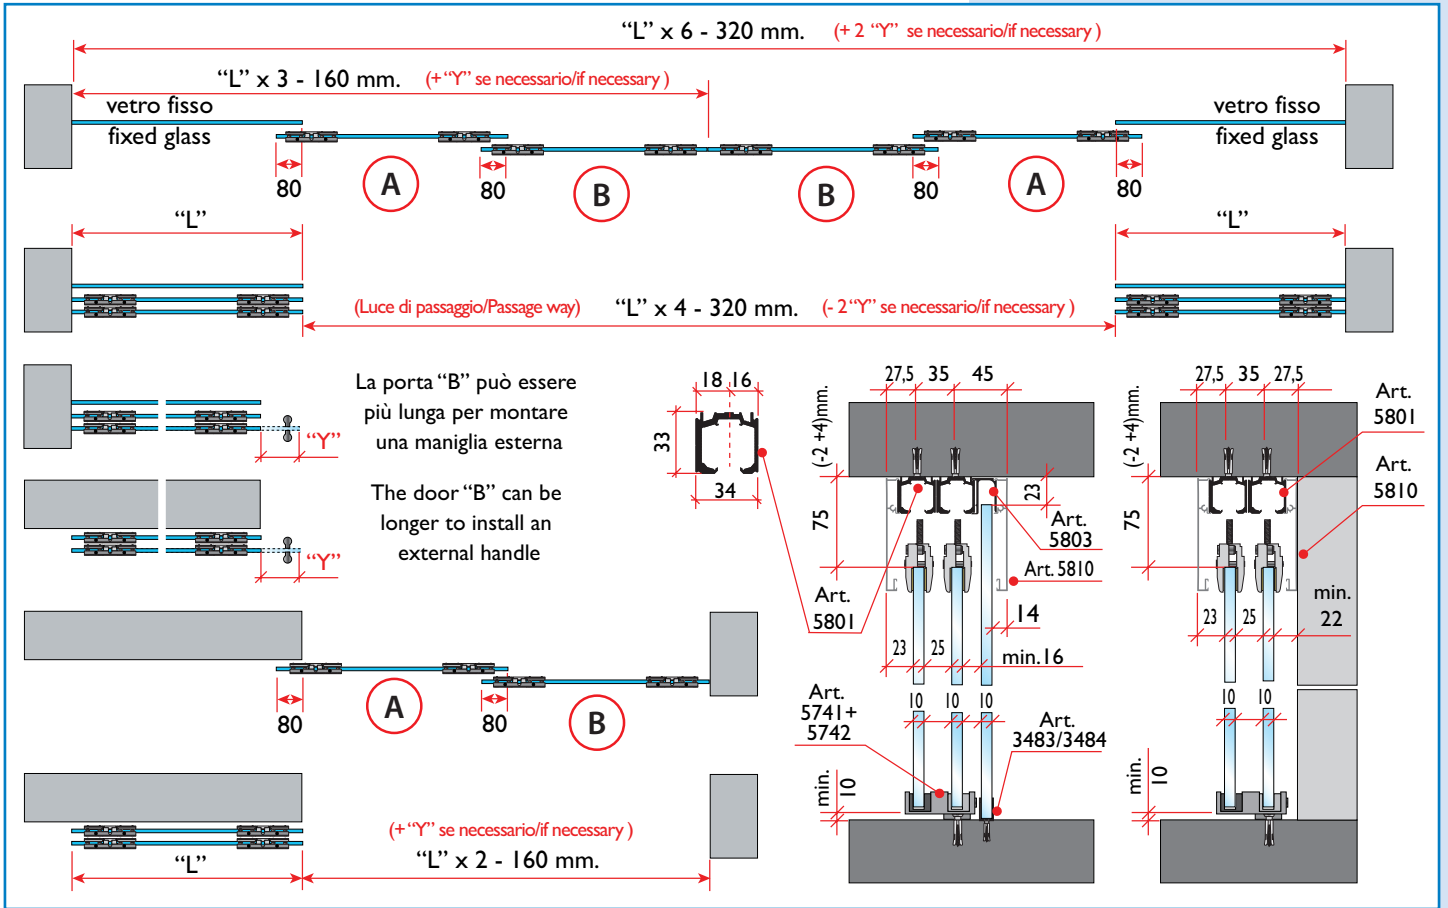 “L” x 6 - 320 mm. (+ 2 “Y” se necessario/if necessary )
“L” x 3 - 160 mm. (+ “Y” se necessario/if necessary )
vetro fisso
fixed glass
vetro fisso
fixed glass
80
A
80
B
B
80
A
80
“L”
“L”
(Luce di passaggio/Passage way) “L” x 4 - 320 mm. (- 2 “Y” se necessario/if necessary )
“Y”
La porta “B” può essere
più lunga per montare
una maniglia esterna
“Y”
The door “B” can be
longer to install an
external handle
18 16
33
34
27,5 35 45
(-2 +4)mm.
75
23
Art.
5803
Art. 5810
Art.
5801
14
23 25
min.16
10 10 10
Art.
5741+
5742
Art.
3483/3484
min.
10
27,5 35 27,5
(-2 +4)mm.
75
Art.
5801
Art.
5810
23 25
min.
22
10 10
min.
10
80
A
80
B
(+ “Y” se necessario/if necessary )
“L”
“L” x 2 - 160 mm.